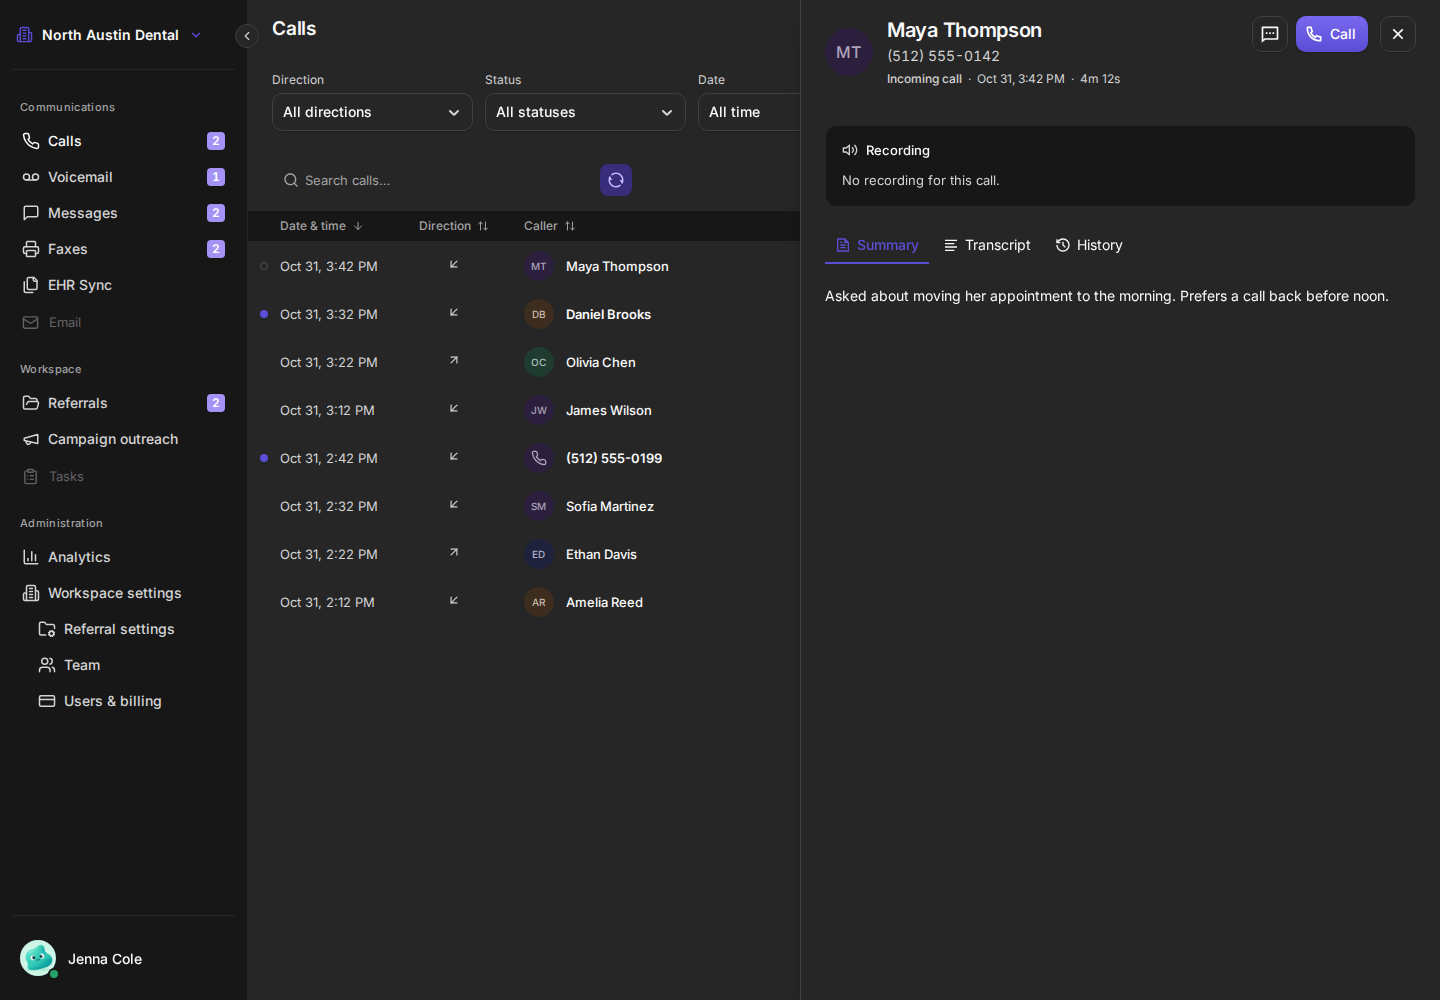 North Austin Dental
Communications
Calls 2
Voicemail 1
Messages 2
Faxes 2
EHR Sync
Email
Workspace
Referrals 2
Campaign outreach
Tasks
Administration
Analytics
Workspace settings
Referral settings
Team
Users & billing
Jenna Cole
Calls
Direction Status Date
All directions All statuses All time
Search calls...
Date & time Direction Caller
Oct 31, 3:42 PM MT Maya Thompson
Oct 31, 3:32 PM DB Daniel Brooks
Oct 31, 3:22 PM OC Olivia Chen
Oct 31, 3:12 PM JW James Wilson
Oct 31, 2:42 PM (512) 555-0199
Oct 31, 2:32 PM SM Sofia Martinez
Oct 31, 2:22 PM ED Ethan Davis
Oct 31, 2:12 PM AR Amelia Reed
MT
Maya Thompson
(512) 555-0142
Incoming call · Oct 31, 3:42 PM · 4m 12s
Call
Recording
No recording for this call.
Summary Transcript History
Asked about moving her appointment to the morning. Prefers a call back before noon.